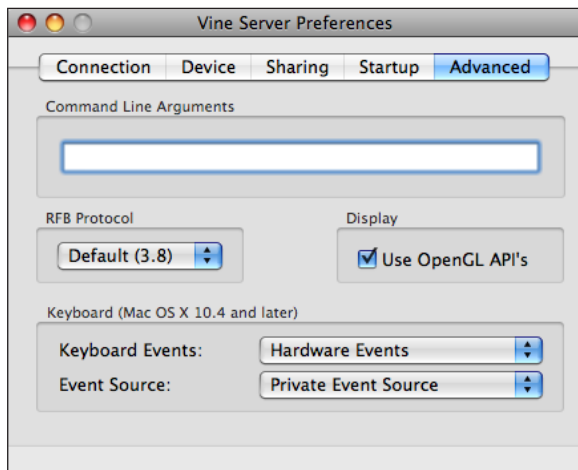 Vine Server Preferences
Connection Device Sharing Startup Advanced
Command Line Arguments
RFB Protocol Display
Default (3.8) Use OpenGL API's
Keyboard (Mac OS X 10.4 and later)
Keyboard Events: Hardware Events
Event Source: Private Event Source